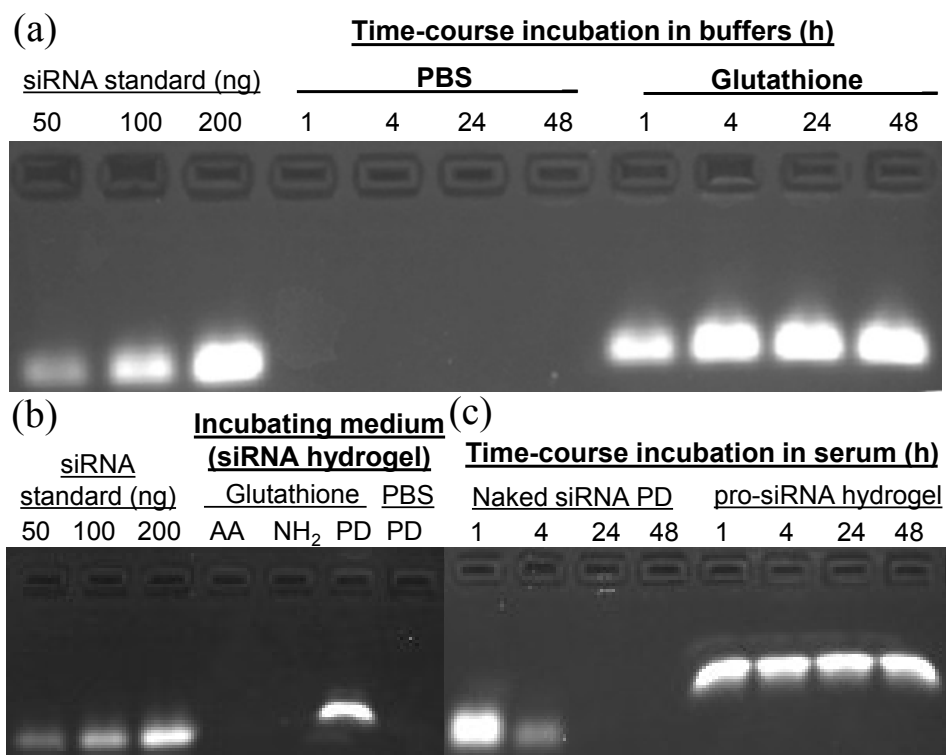 (a)
Time-course incubation in buffers (h)
siRNA standard (ng)
PBS
Glutathione
50 100 200 1 4 24 48 1 4 24 48
(b)
Incubating medium
(siRNA hydrogel)
siRNA
standard (ng)
Glutathione PBS
50 100 200 AA NH₂ PD PD
(c)
Time-course incubation in serum (h)
Naked siRNA PD pro-siRNA hydrogel
1 4 24 48 1 4 24 48